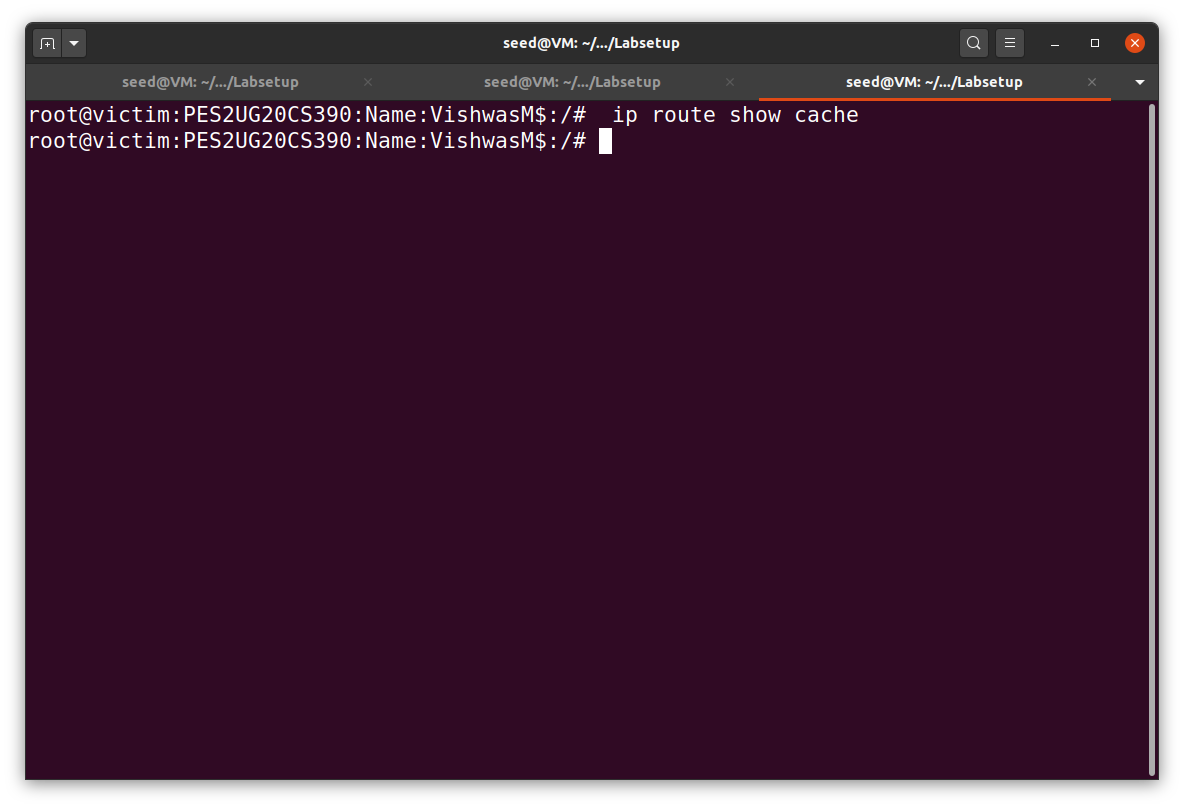 seed@VM: ~/.../Labsetup
seed@VM: ~/.../Labsetup seed@VM: ~/.../Labsetup seed@VM: ~/.../Labsetup
root@victim:PES2UG20CS390:Name:VishwasM$:/#  ip route show cache
root@victim:PES2UG20CS390:Name:VishwasM$:/#